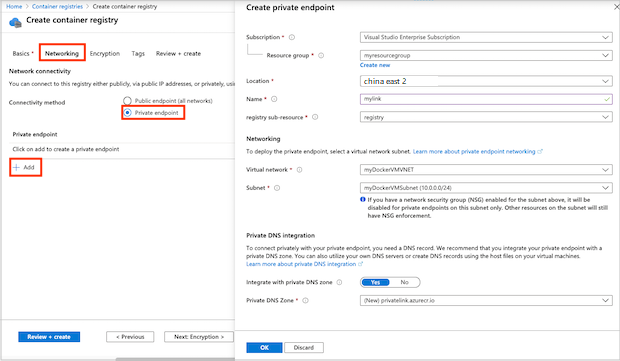 Home > Container registries > Create container registry
Create container registry
Basics * Networking Encryption Tags Review + create
Network connectivity
You can connect to this registry either publicly, via public IP addresses, or privately, using
Connectivity method
Public endpoint (all networks)
Private endpoint
Private endpoint
Click on add to create a private endpoint
+ Add
Review + create
< Previous
Next: Encryption >
Create private endpoint
Subscription *
Visual Studio Enterprise Subscription
Resource group *
myresourcegroup
Create new
Location *
china east 2
Name *
mylink
registry sub-resource *
registry
Networking
To deploy the private endpoint, select a virtual network subnet. Learn more about private endpoint networking
Virtual network *
myDockerVMVNET
Subnet *
myDockerVMSubnet (10.0.0.0/24)
If you have a network security group (NSG) enabled for the subnet above, it will be
disabled for private endpoints on this subnet only. Other resources on the subnet will still
have NSG enforcement.
Private DNS integration
To connect privately with your private endpoint, you need a DNS record. We recommend that you integrate your private endpoint with a
private DNS zone. You can also utilize your own DNS servers or create DNS records using the host files on your virtual machines.
Learn more about private DNS integration
Integrate with private DNS zone
Yes No
Private DNS Zone *
(New) privatelink.azurecr.io
OK
Discard